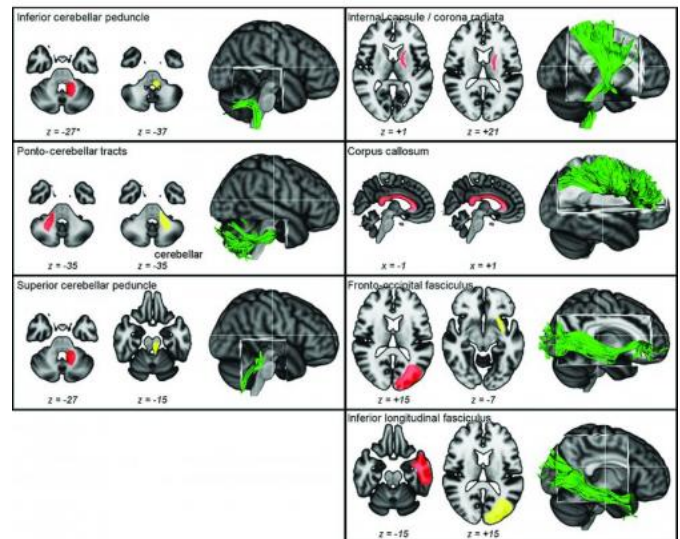 Inferior cerebellar peduncle
z = -27*
z = -37
Internal capsule / corona radiata
z = +1
z = +21
Ponto-cerebellar tracts
cerebellar
z = -35
z = -35
Corpus callosum
x = -1
x = +1
Superior cerebellar peduncle
z = -27
z = -15
Fronto-occipital fasciculus
z = +15
z = -7
Inferior longitudinal fasciculus
z = -15
z = +15